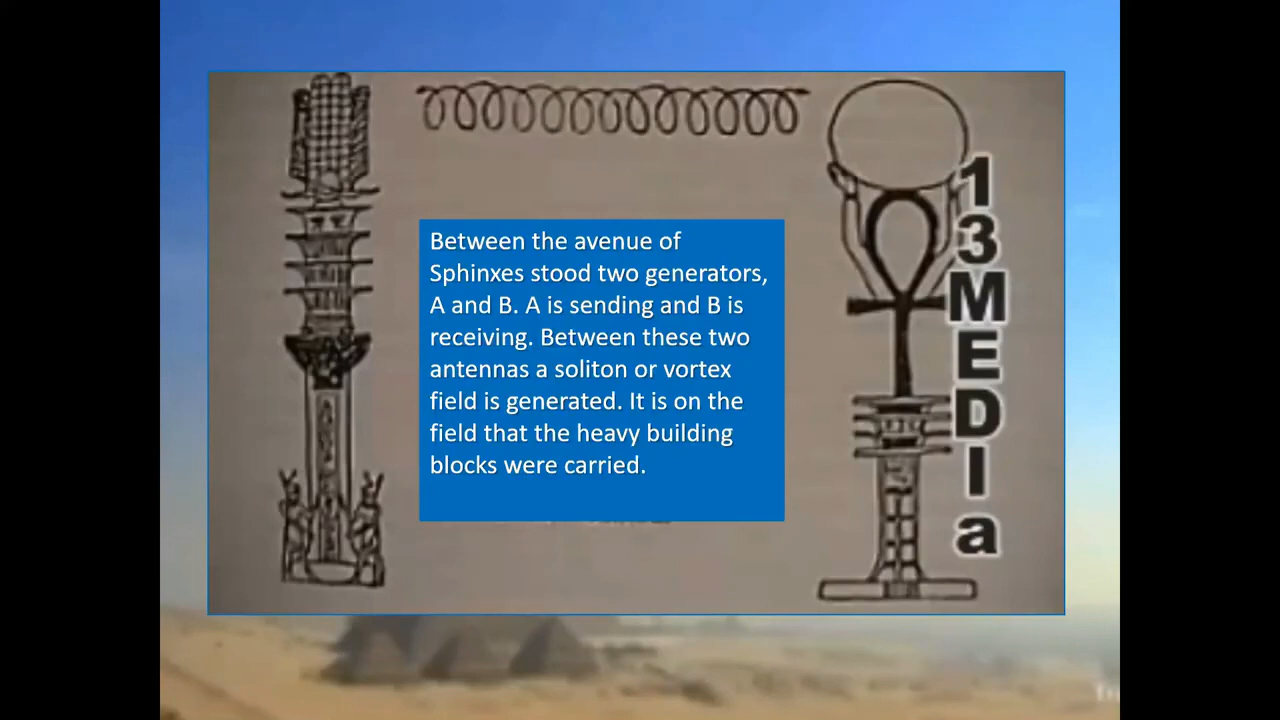 Between the avenue of
Sphinxes stood two generators,
A and B. A is sending and B is
receiving. Between these two
antennas a soliton or vortex
field is generated. It is on the
field that the heavy building
blocks were carried.
13MEDIa